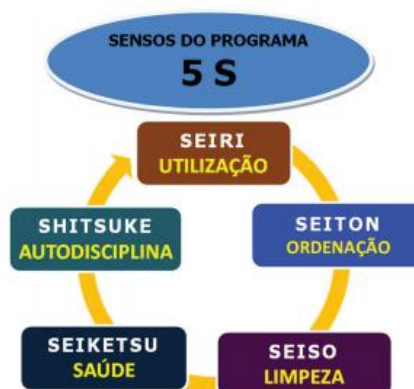 SENSOS DO PROGRAMA
5 S
SEIRI
UTILIZAÇÃO
SEITON
ORDENAÇÃO
SEISO
LIMPEZA
SEIKETSU
SAÚDE
SHITSUKE
AUTODISCIPLINA